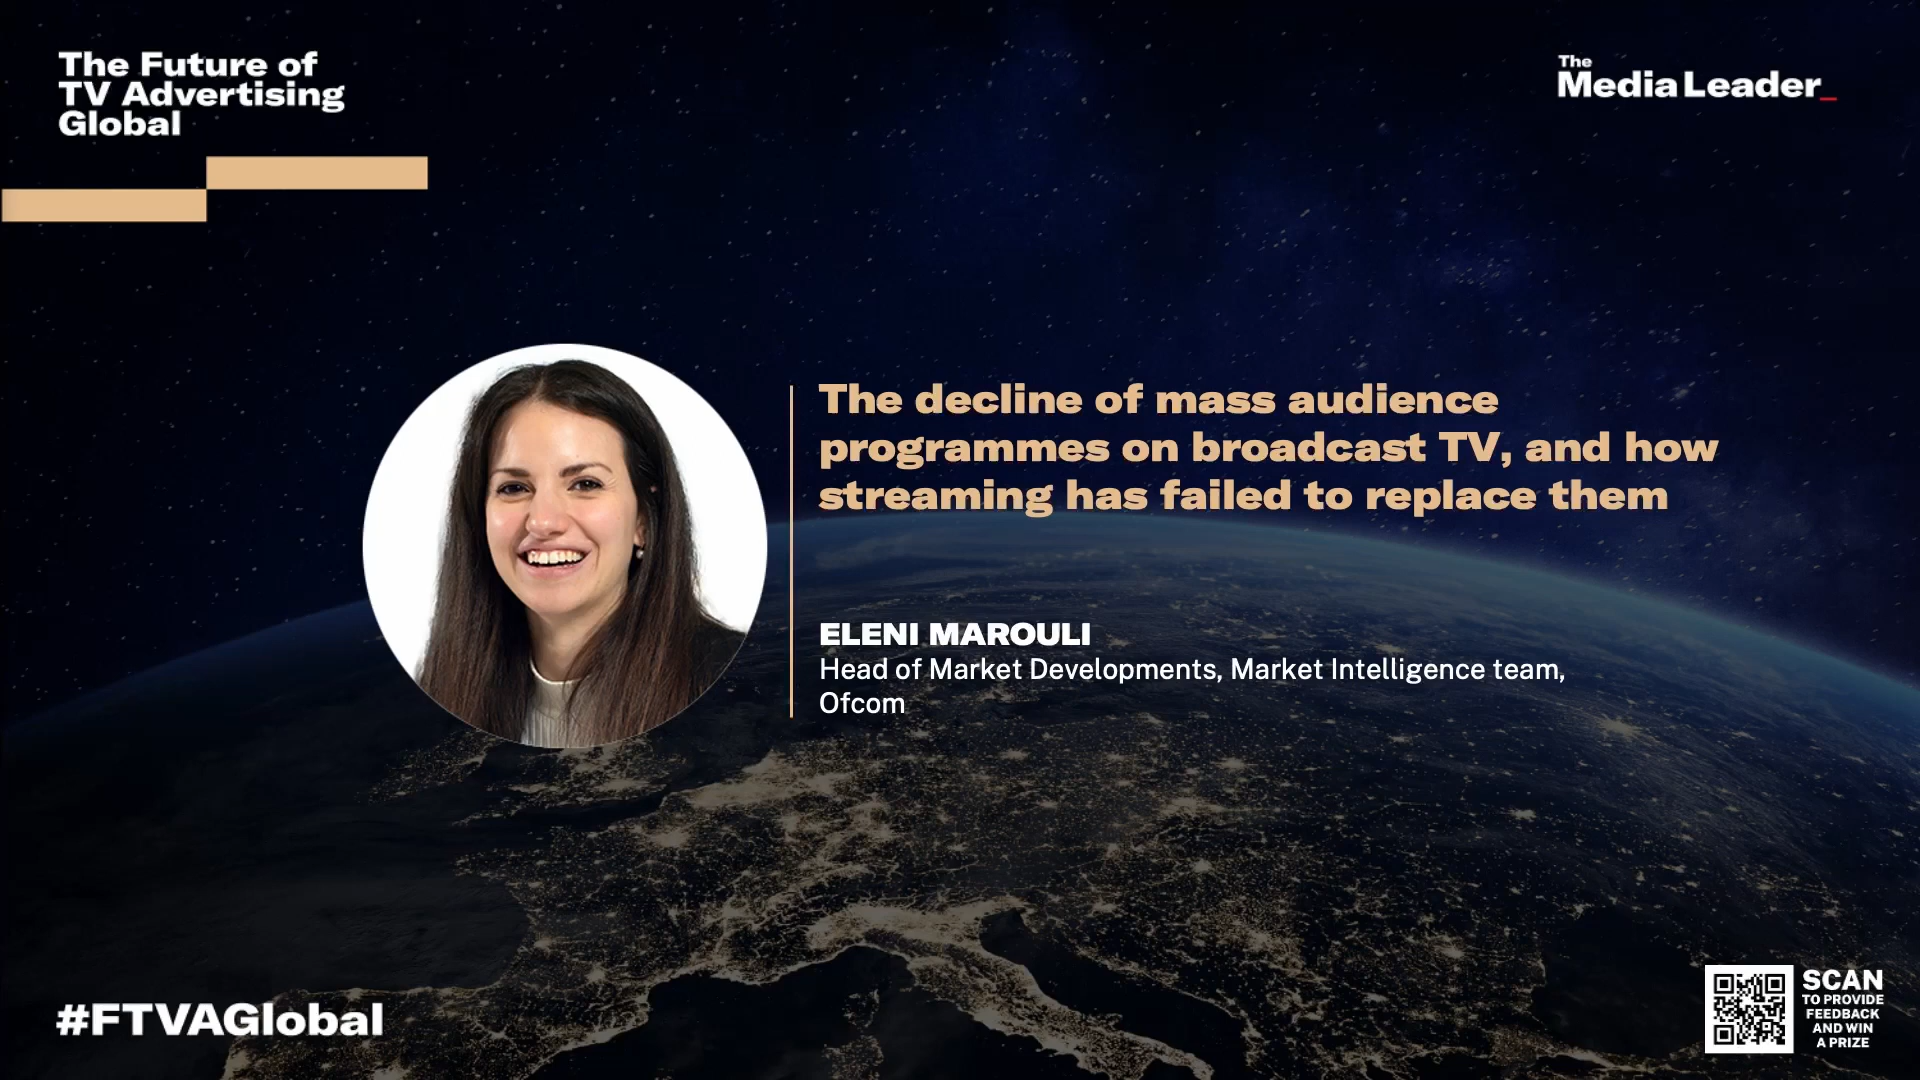 The Future of
TV Advertising
Global
The
Media Leader_
The decline of mass audience
programmes on broadcast TV, and how
streaming has failed to replace them
ELENI MAROULI
Head of Market Developments, Market Intelligence team,
Ofcom
#FTVAGlobal
SCAN
TO PROVIDE
FEEDBACK
AND WIN
A PRIZE